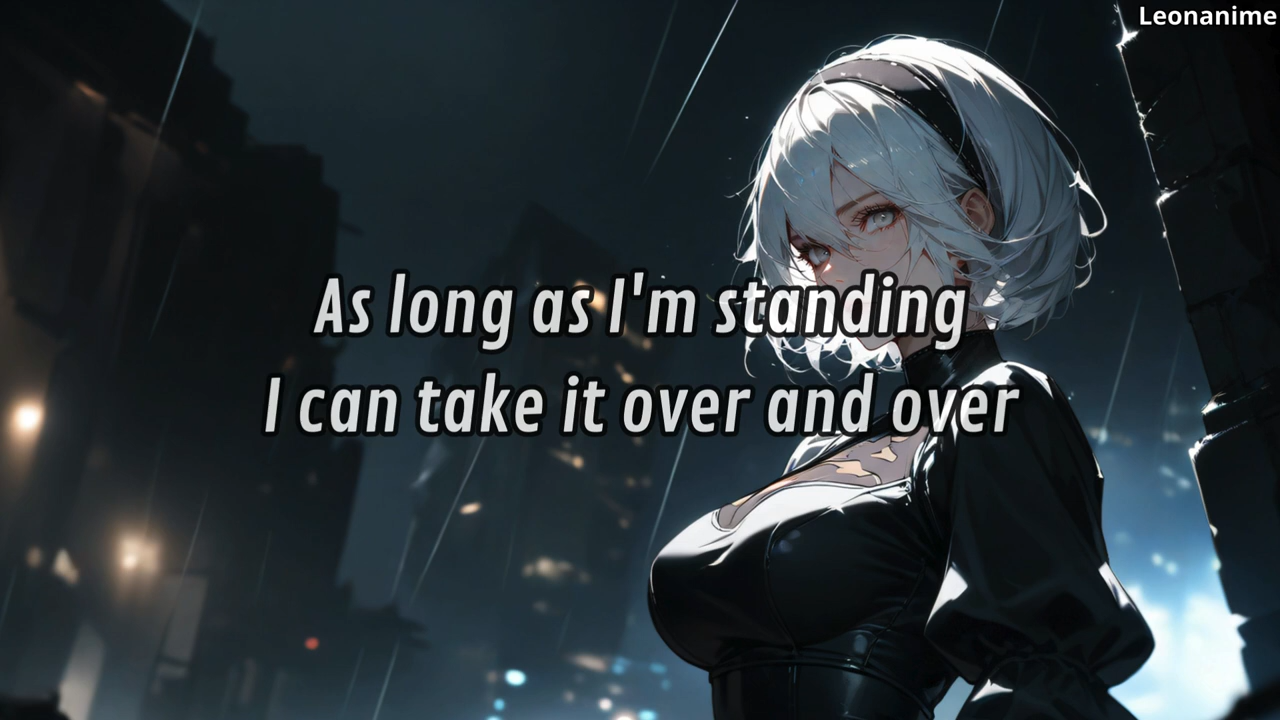 Leonanime
As long as I'm standing
I can take it over and over